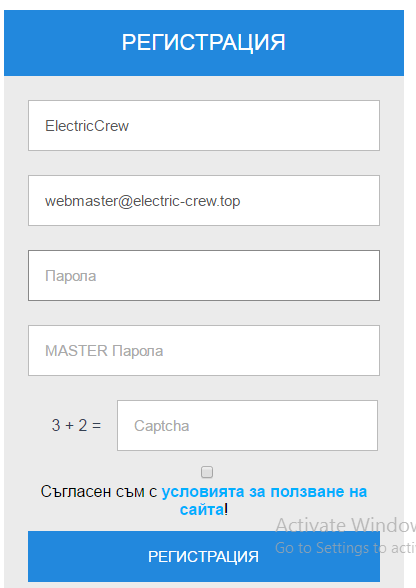 РЕГИСТРАЦИЯ
ElectricCrew
webmaster@electric-crew.top
Парола
MASTER Парола
3 + 2 = Captcha
Съгласен съм с условията за ползване на
сайта!
Activate Window
РЕГИСТРАЦИЯ
Go to Settings to acti